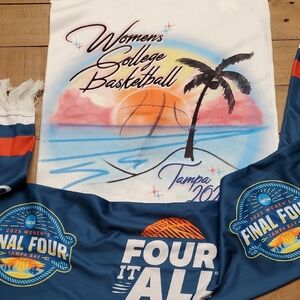 Women's
College
Basketball
Tampa
202
2025 WOMEN'S
FINAL FOUR
TAMPA BAY
FOUR
IT
ALL
2025 WOMEN'S
FINAL FOUR
TAMPA BAY